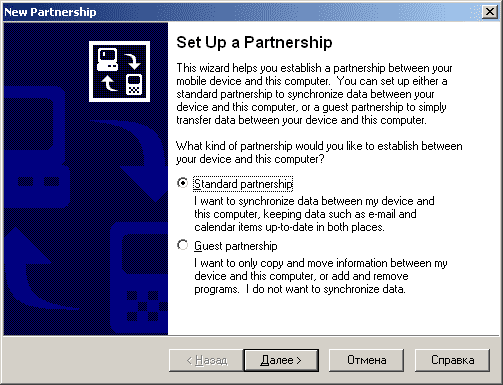 New Partnership
Set Up a Partnership
This wizard helps you establish a partnership between your
mobile device and this computer. You can set up either a
standard partnership to synchronize data between your
device and this computer, or a guest partnership to simply
transfer data between your device and this computer.
What kind of partnership would you like to establish between
your device and this computer?
Standard partnership
I want to synchronize data between my device and
this computer, keeping data such as e-mail and
calendar items up-to-date in both places.
Guest partnership
I want to only copy and move information between my
device and this computer, or add and remove
programs. I do not want to synchronize data.
< Назад
Далее >
Отмена
Справка